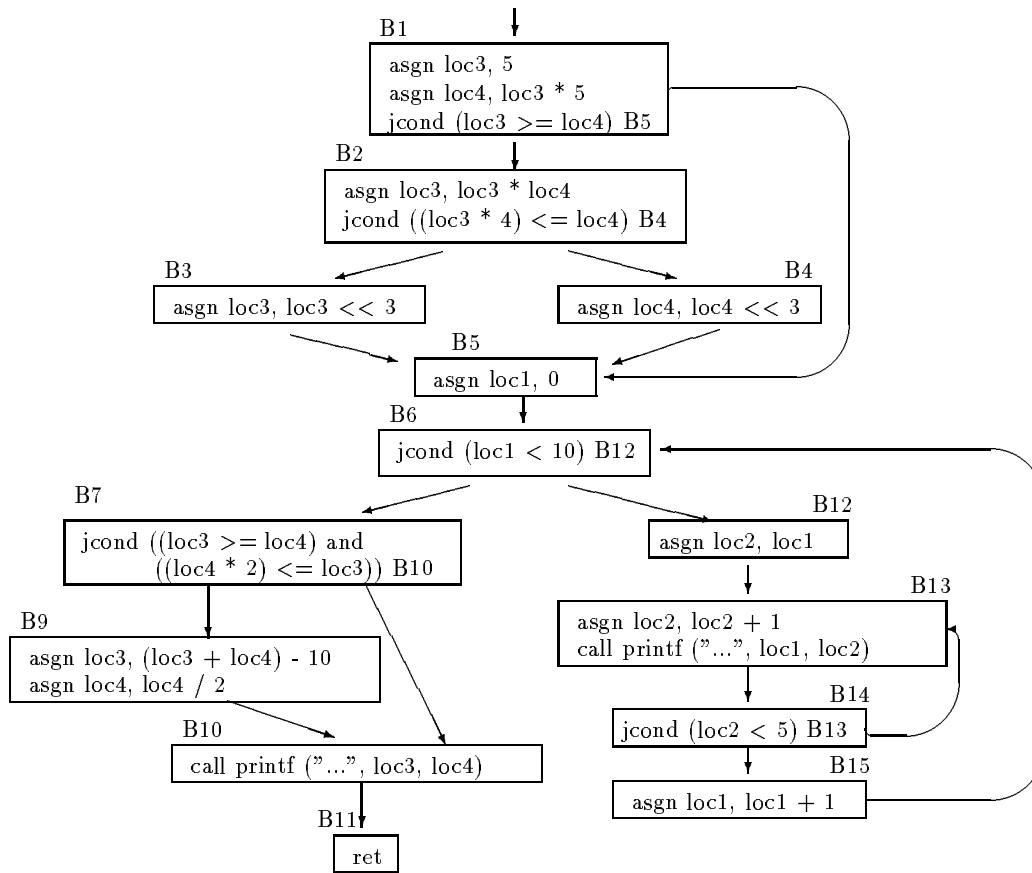 B1
asgn loc3, 5
asgn loc4, loc3 * 5
jcond (loc3 >= loc4) B5
B2
asgn loc3, loc3 * loc4
jcond ((loc3 * 4) <= loc4) B4
B3
asgn loc3, loc3 << 3
B4
asgn loc4, loc4 << 3
B5
asgn loc1, 0
B6
jcond (loc1 < 10) B12
B7
jcond ((loc3 >= loc4) and
((loc4 * 2) <= loc3)) B10
B9
asgn loc3, (loc3 + loc4) - 10
asgn loc4, loc4 / 2
B10
call printf ("...", loc3, loc4)
B11
ret
B12
asgn loc2, loc1
B13
asgn loc2, loc2 + 1
call printf ("...", loc1, loc2)
B14
jcond (loc2 < 5) B13
B15
asgn loc1, loc1 + 1